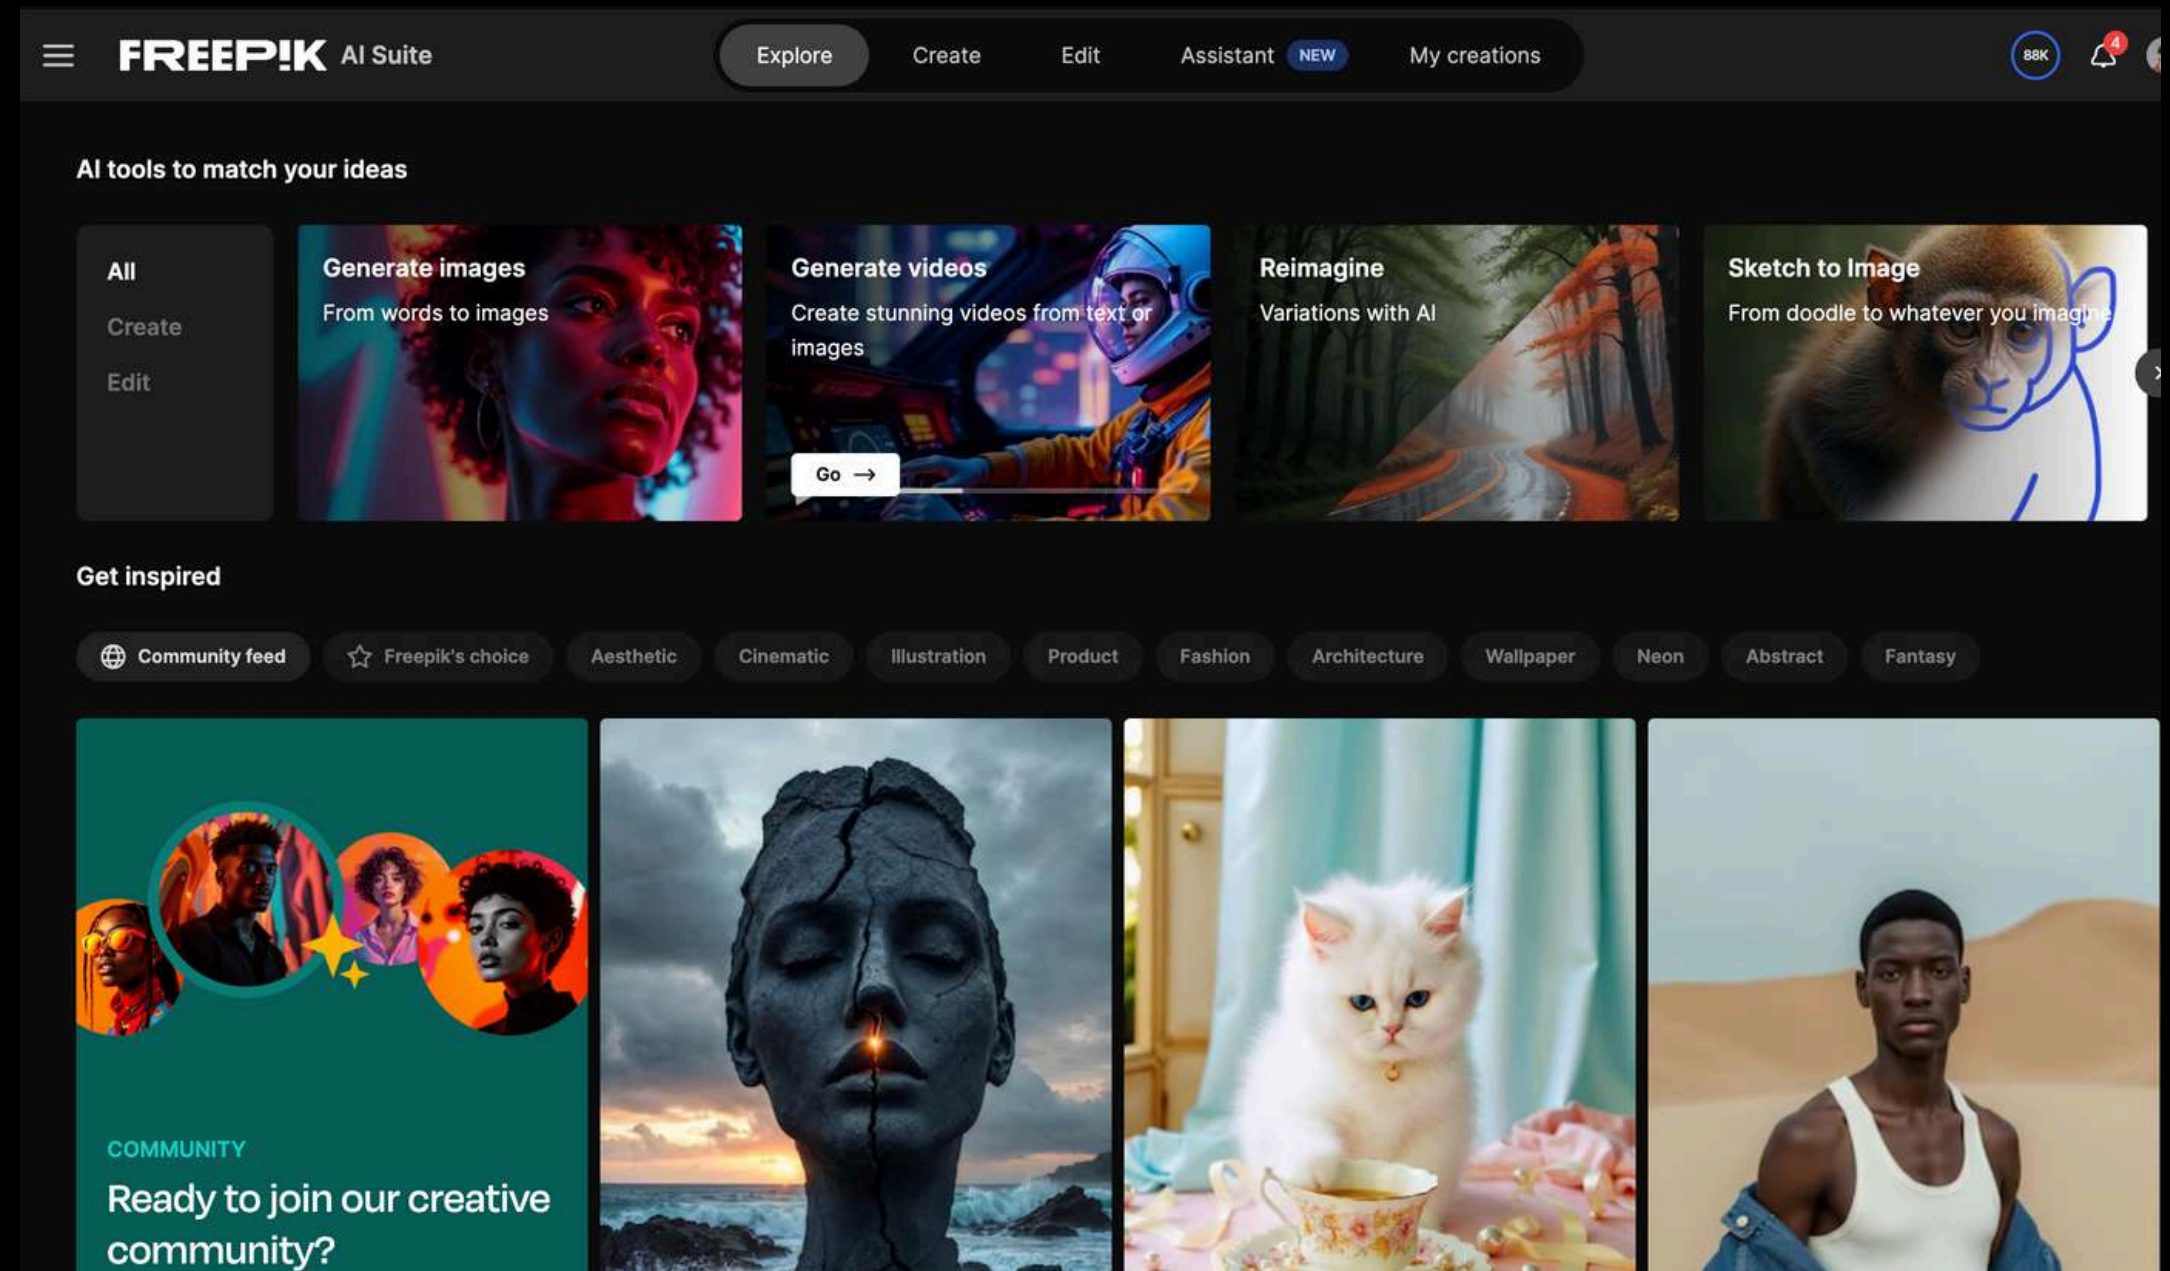 FREEP!K AI Suite
Explore
Create
Edit
Assistant NEW
My creations
88K
4
AI tools to match your ideas
All
Create
Edit
Generate images
From words to images
Generate videos
Create stunning videos from text or
images
Go →
Reimagine
Variations with AI
Sketch to Image
From doodle to whatever you imagine
Get inspired
Community feed
Freepik's choice
Aesthetic
Cinematic
Illustration
Product
Fashion
Architecture
Wallpaper
Neon
Abstract
Fantasy
COMMUNITY
Ready to join our creative
community?